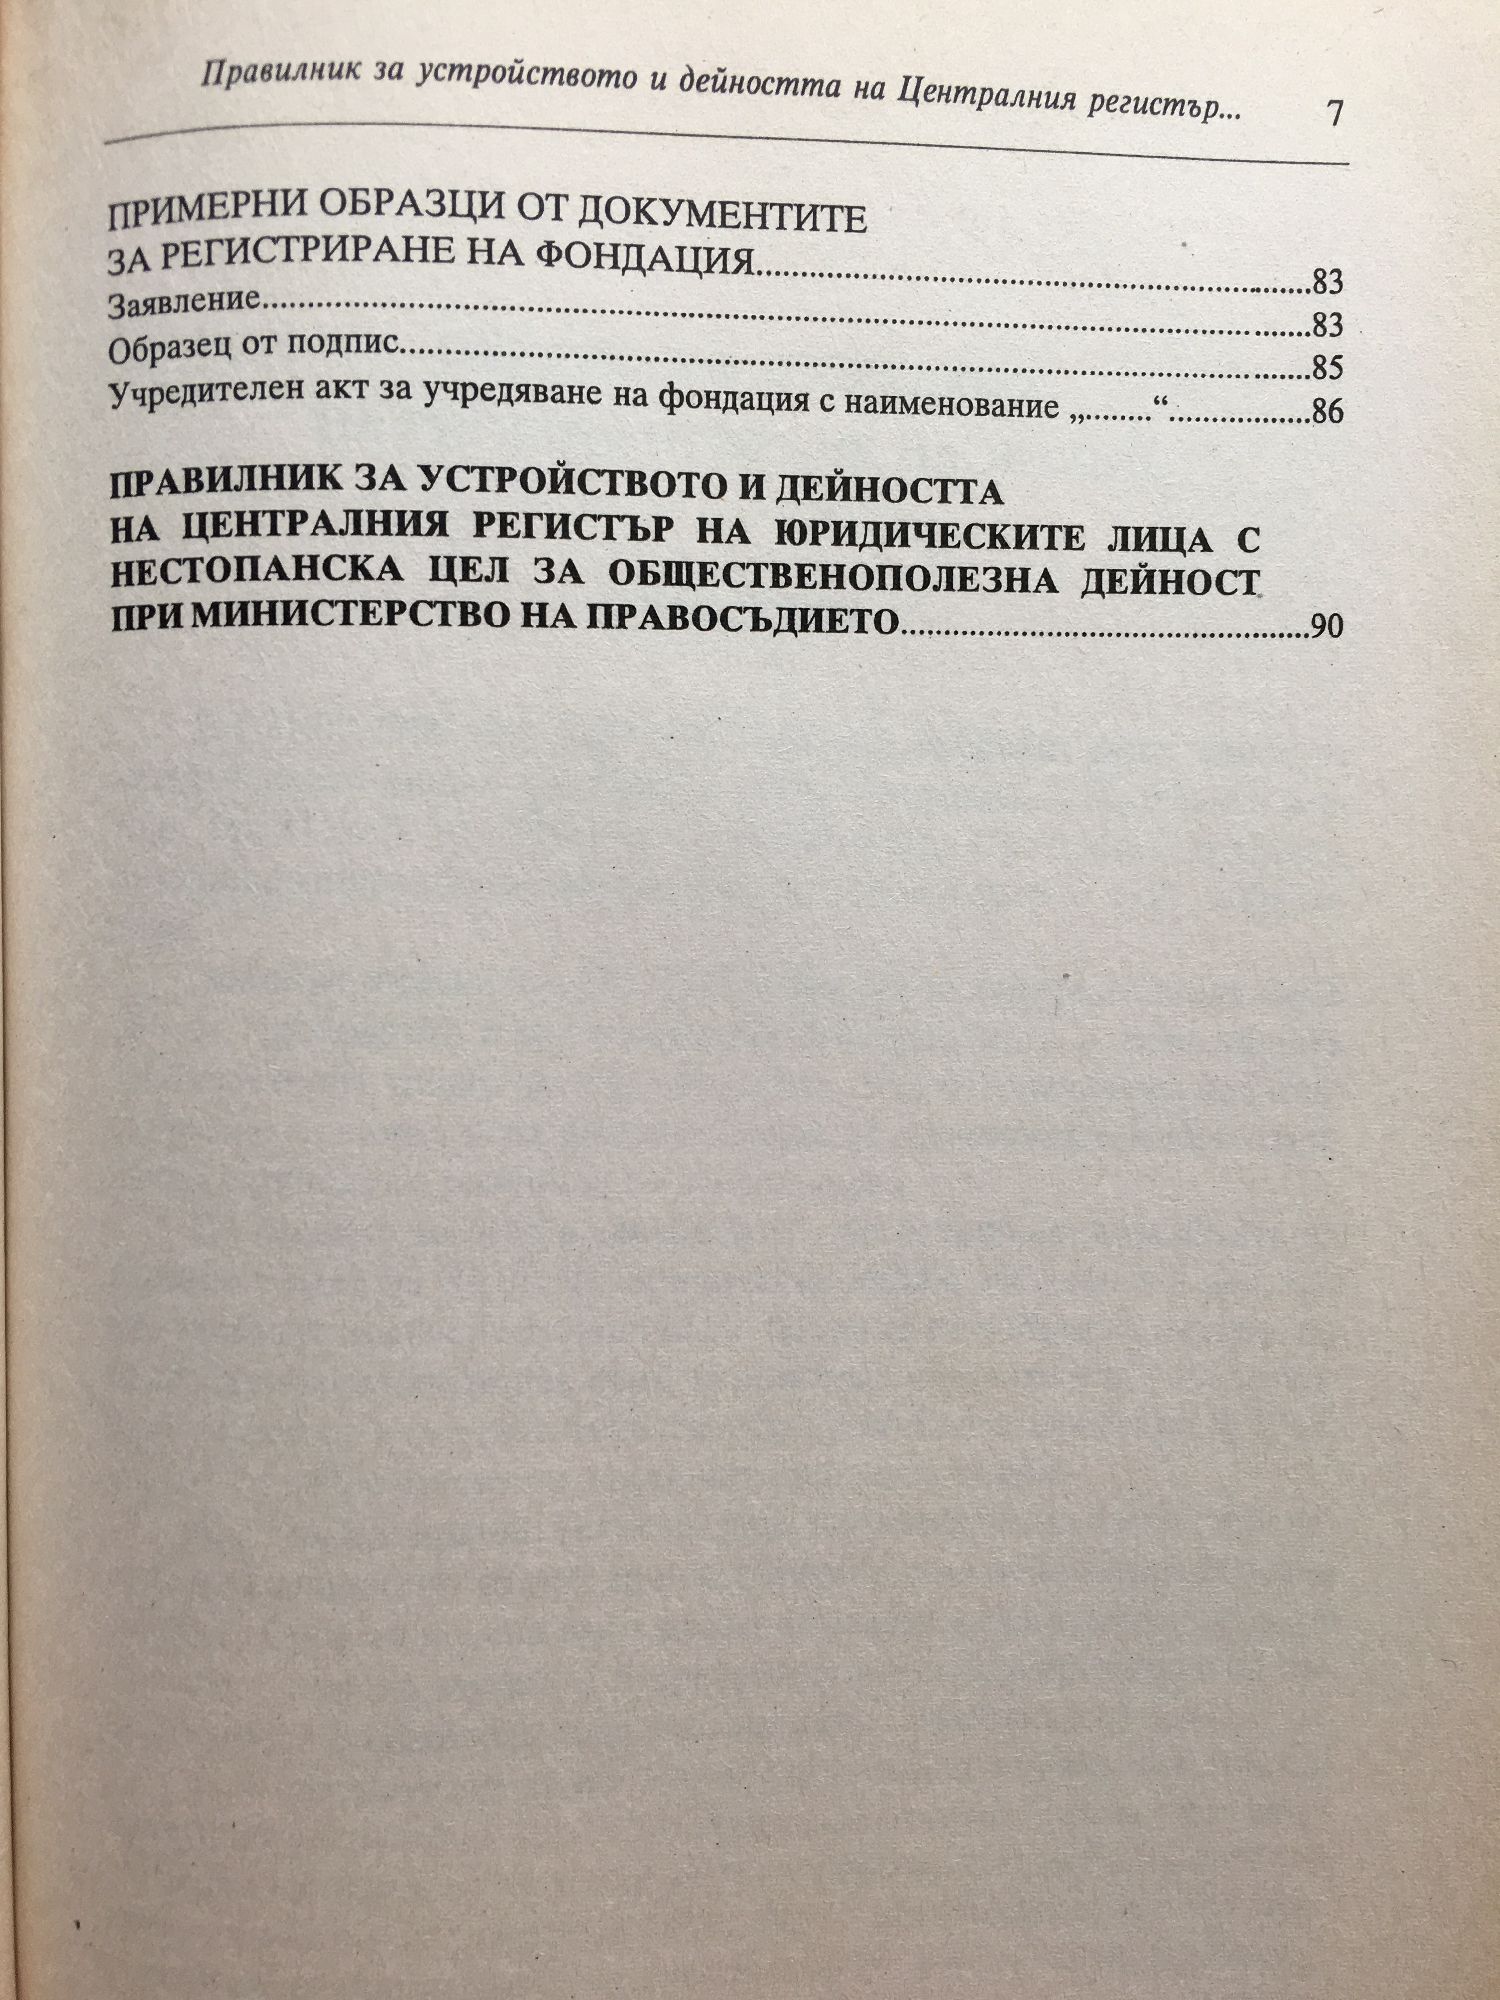 Правилник за устройството и дейността на Централния регистър... 7
ПРИМЕРНИ ОБРАЗЦИ ОТ ДОКУМЕНТИТЕ
ЗА РЕГИСТРИРАНЕ НА ФОНДАЦИЯ..........83
Заявление..........83
Образец от подпис..........85
Учредителен акт за учредяване на фондация с наименование „........“..........86
ПРАВИЛНИК ЗА УСТРОЙСТВОТО И ДЕЙНОСТТА
НА ЦЕНТРАЛНИЯ РЕГИСТЪР НА ЮРИДИЧЕСКИТЕ ЛИЦА С
НЕСТОПАНСКА ЦЕЛ ЗА ОБЩЕСТВЕНОПОЛЕЗНА ДЕЙНОСТ
ПРИ МИНИСТЕРСТВО НА ПРАВОСЪДИЕТО..........90